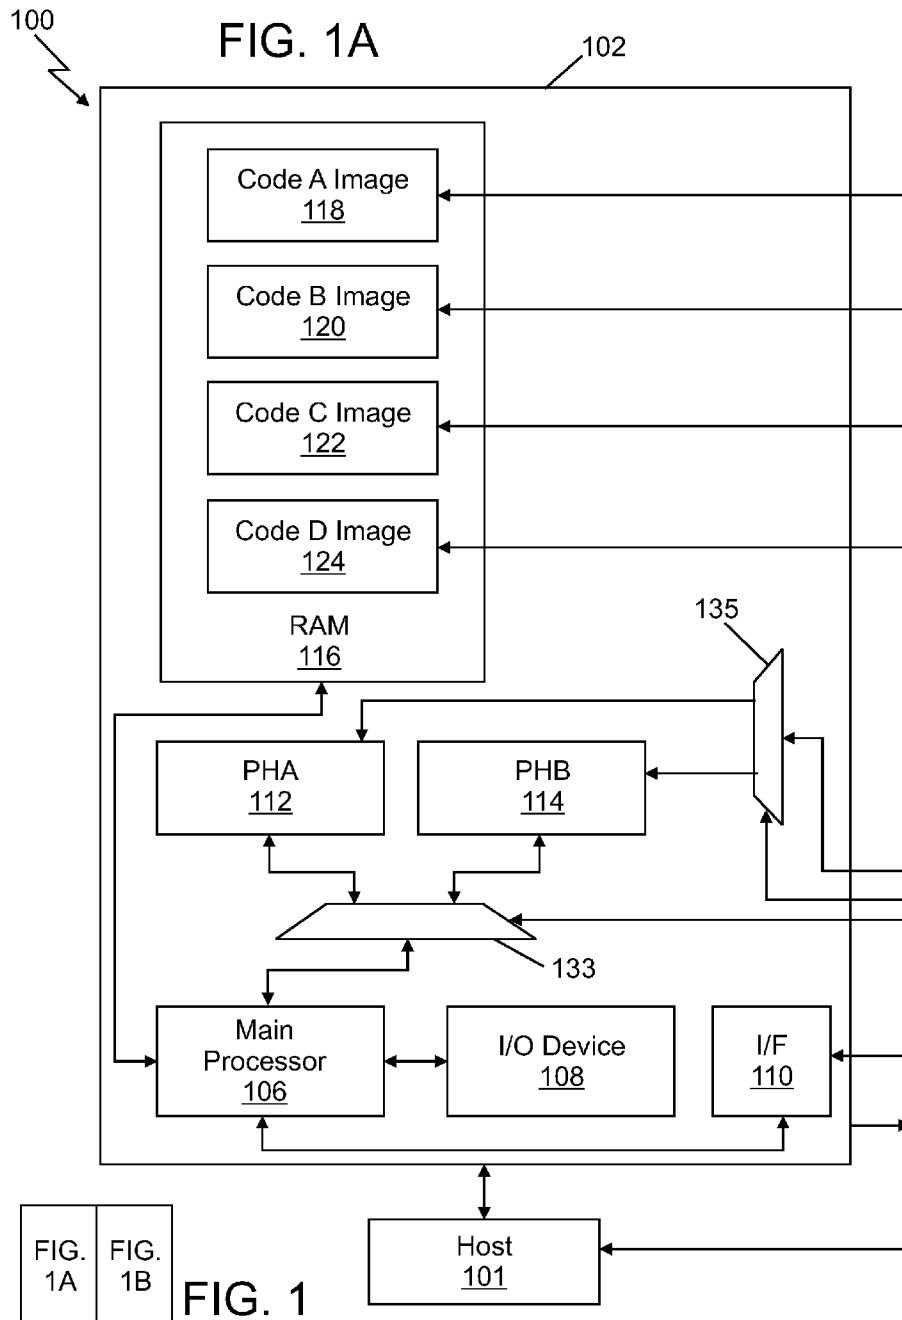 100
FIG. 1A
102
Code A Image
118
Code B Image
120
Code C Image
122
Code D Image
124
RAM
116
135
PHA
112
PHB
114
133
Main
Processor
106
I/O Device
108
I/F
110
Host
101
FIG.
1A
FIG.
1B
FIG. 1